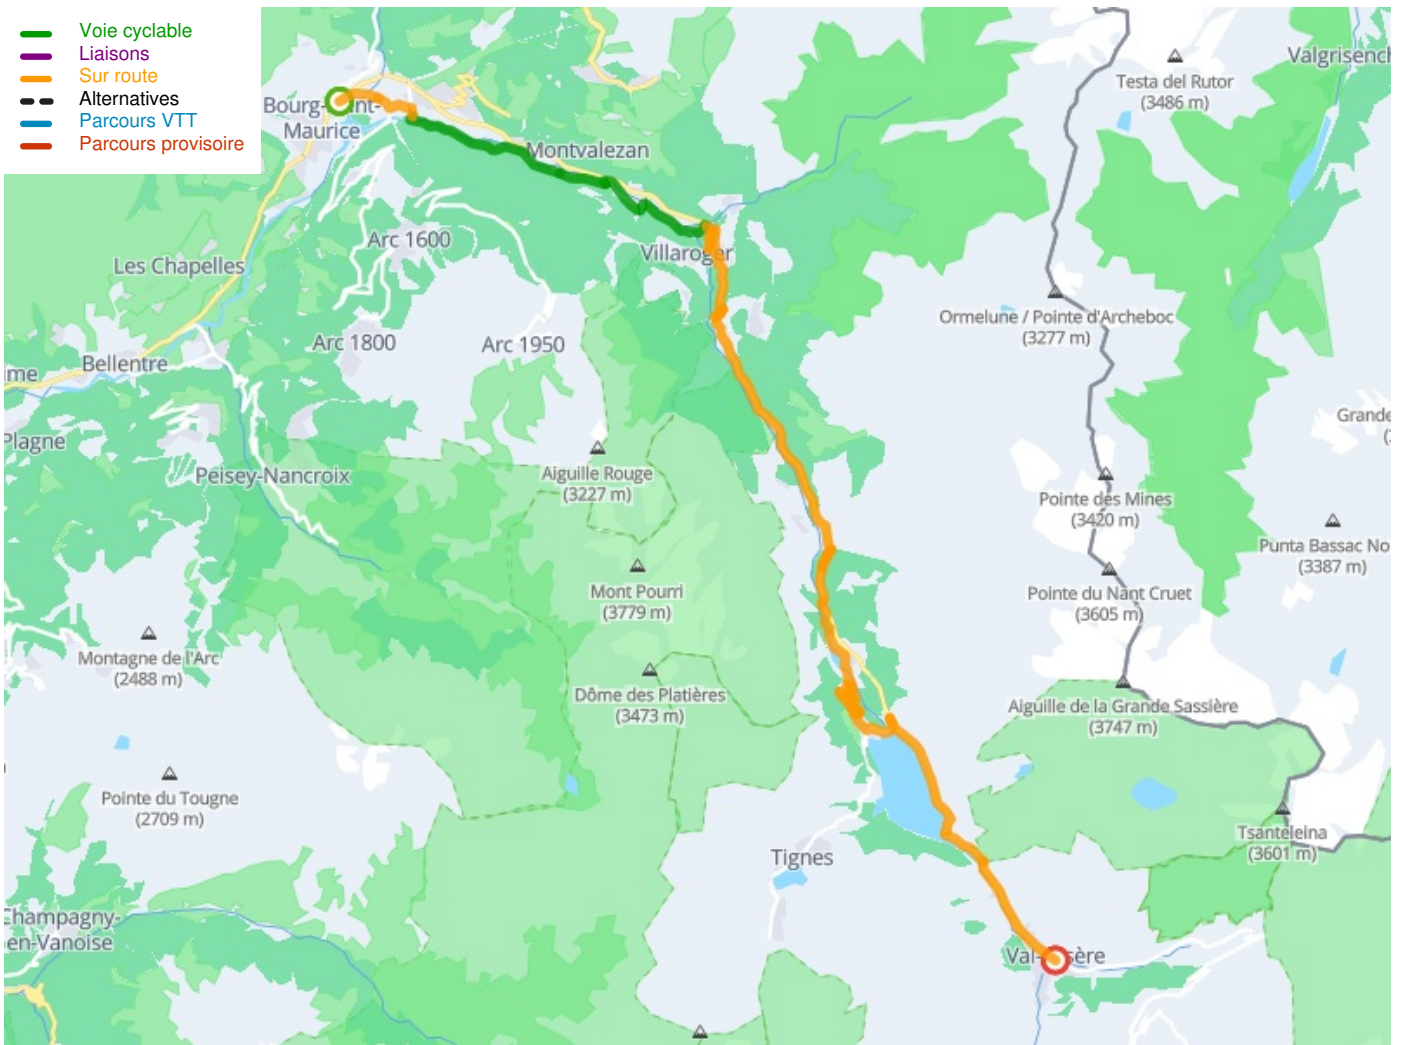 Voie cyclable
Liaisons
Sur route
Alternatives
Parcours VTT
Parcours provisoire
Valgrisench
Testa del Rutor
(3486 m)
Maurice
Montvalezan
Arc 1600
Villaroger
Les Chapelles
Ormelune / Pointe d'Archeboc
(3277 m)
Arc 1800
Arc 1950
Bellentre
me
Grande
Plagne
Peisey-Nancroix
Aiguille Rouge
(3227 m)
Pointe des Mines
(3420 m)
Punta Bassac No
(3387 m)
Mont Pourri
(3779 m)
Pointe du Nant Cruet
(3605 m)
Montagne de l'Arc
(2488 m)
Dôme des Platières
(3473 m)
Aiguille de la Grande Sassière
(3747 m)
Pointe du Tougne
(2709 m)
Tsanteleina
(3601 m)
Tignes
Champagny-
en-Vanoise